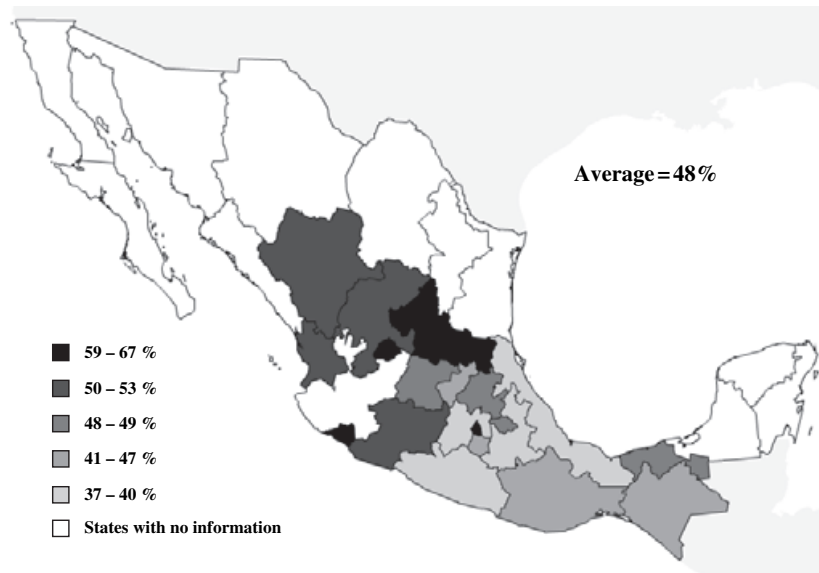 Average = 48%
59 – 67 %
50 – 53 %
48 – 49 %
41 – 47 %
37 – 40 %
States with no information